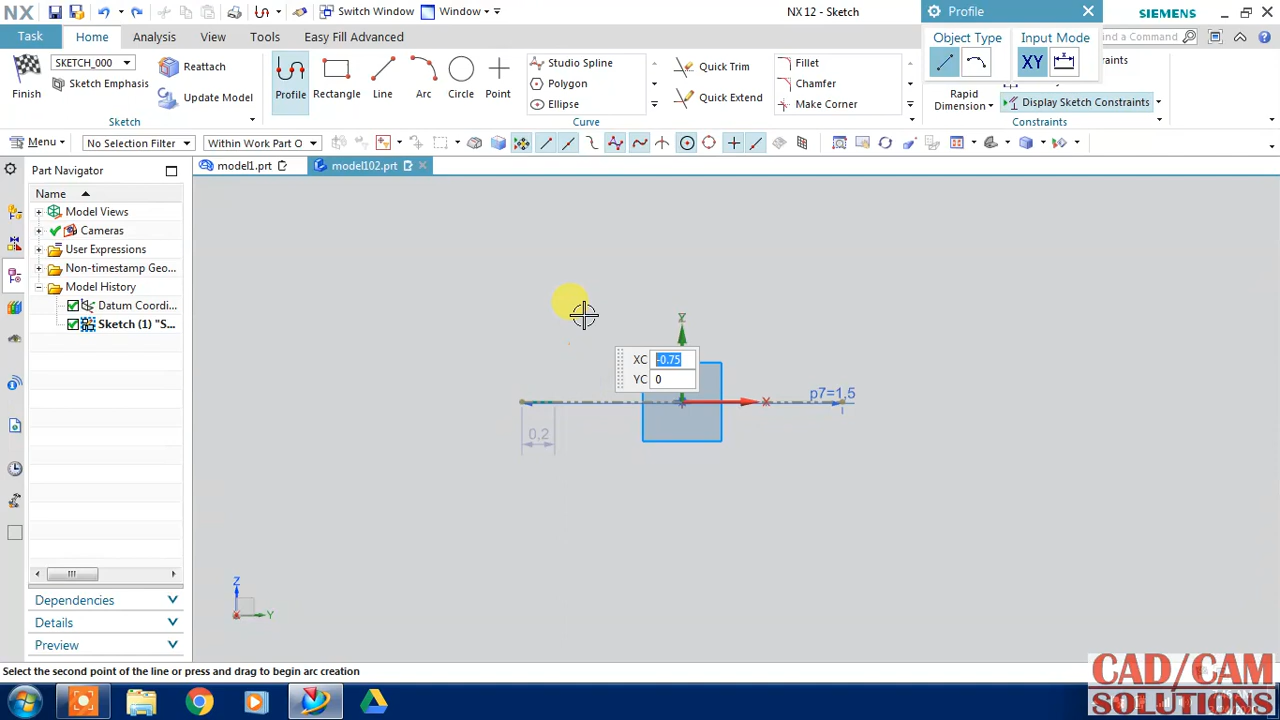 NX
Switch Window
Window
NX 12 - Sketch
Profile
SIEMENS
Task
Home
Analysis
View
Tools
Easy Fill Advanced
Object Type
Input Mode
nd a Command
SKETCH_000
Finish
Sketch Emphasis
Reattach
Update Model
Sketch
Profile
Rectangle
Line
Arc
Circle
Point
Studio Spline
Polygon
Ellipse
Curve
Quick Trim
Quick Extend
Fillet
Chamfer
Make Corner
XY
Rapid
Dimension
straints
Display Sketch Constraints
Constraints
Menu
No Selection Filter
Within Work Part O
model1.prt
model102.prt
Part Navigator
Name
Model Views
Cameras
User Expressions
Non-timestamp Geo...
Model History
Datum Coordi...
Sketch (1) "S...
Dependencies
Details
Preview
Z
XC -0.75
YC 0
X
p7=1,5
0,2
Z
X
Y
Select the second point of the line or press and drag to begin arc creation
CAD/CAM
SOLUTIONS